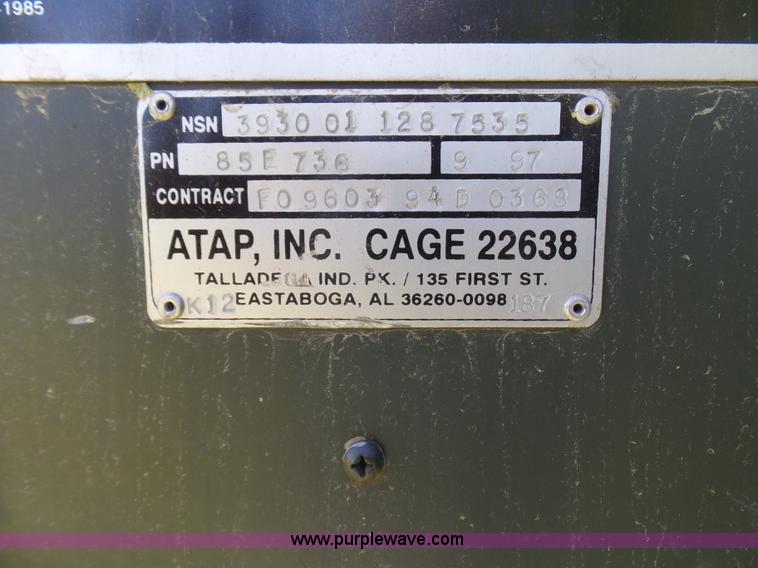 -1985
NSN 3930 01 128 7535
PN 85E736 9 97
CONTRACT F09603 94D 0368
ATAP, INC. CAGE 22638
TALLADEGA IND. PK. / 135 FIRST ST.
K12 EASTABOGA, AL 36260-0098 187
www.purplewave.com